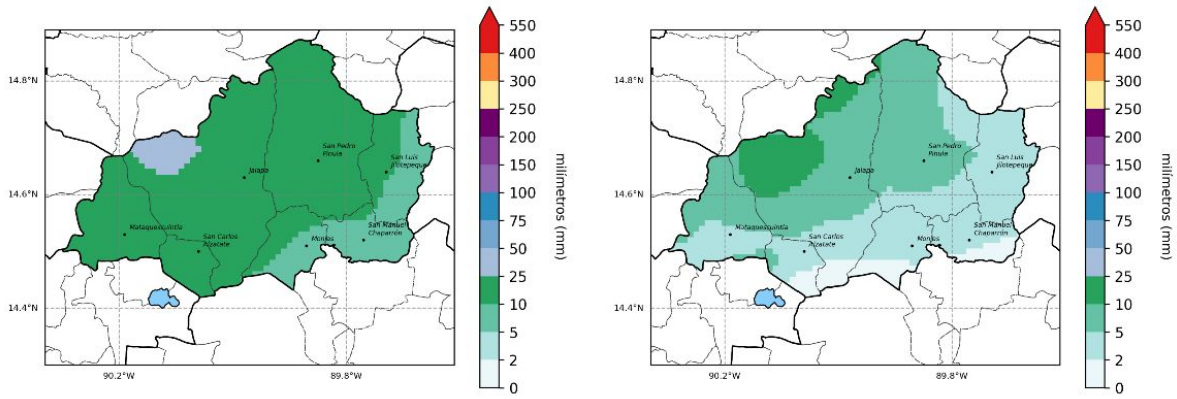 550
400
300
250
200
150
100
75
50
25
10
5
2
0
milímetros (mm)
14.8°N
14.6°N
14.4°N
90.2°W
89.8°W
San Pedro
Pinula
San Luis
Jilotepeque
Jalapa
Mataquescuintla
San Carlos
Alzatate
Monjas
San Manuel
Chaparrón
550
400
300
250
200
150
100
75
50
25
10
5
2
0
milímetros (mm)
14.8°N
14.6°N
14.4°N
90.2°W
89.8°W
San Pedro
Pinula
San Luis
Jilotepeque
Jalapa
Mataquescuintla
San Carlos
Alzatate
Monjas
San Manuel
Chaparrón